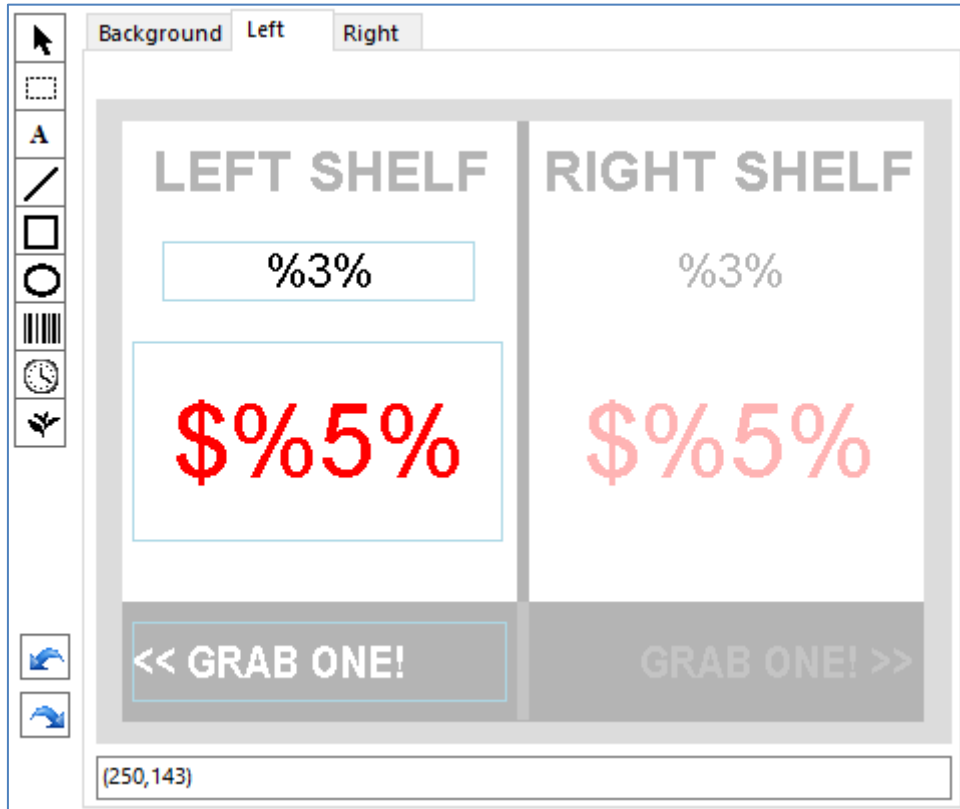 Background Left Right
A
LEFT SHELF RIGHT SHELF
%3% %3%
$%5% $%5%
<< GRAB ONE! GRAB ONE! >>
(250,143)